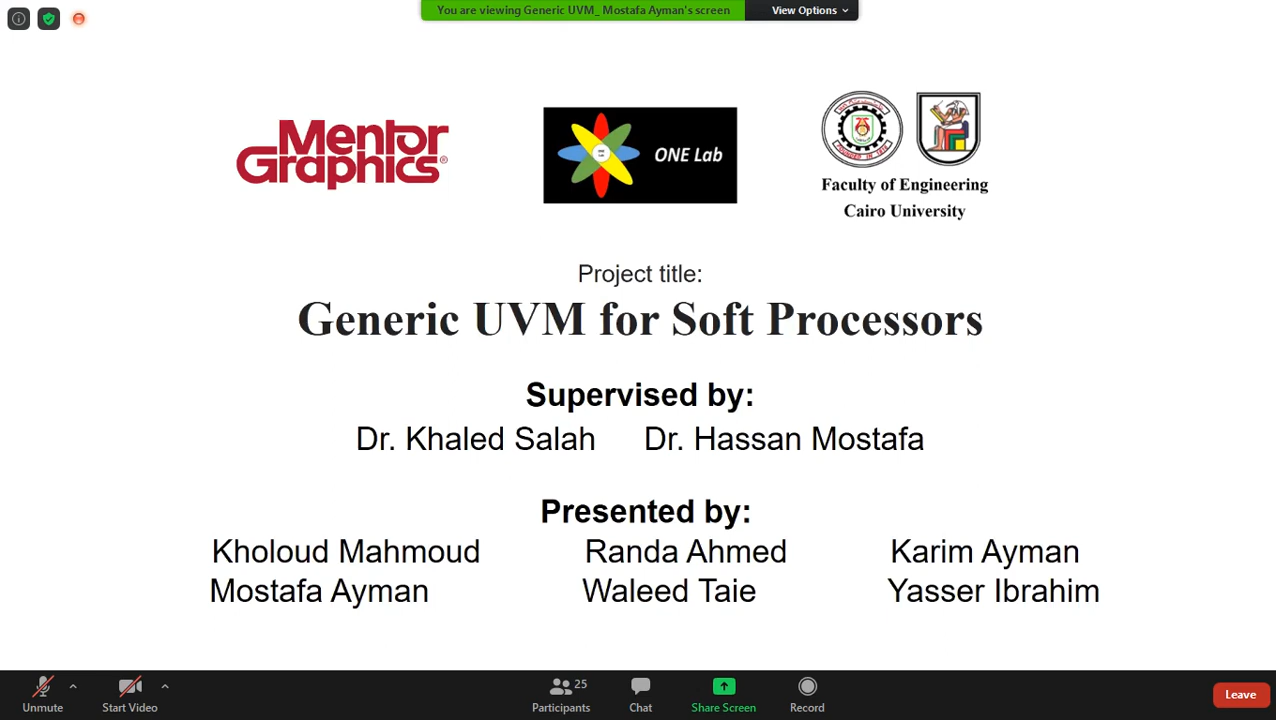 You are viewing Generic UVM_ Mostafa Ayman's screen View Options
Mentor
Graphics®
ONE Lab
Faculty of Engineering
Cairo University
Project title:
Generic UVM for Soft Processors
Supervised by:
Dr. Khaled Salah Dr. Hassan Mostafa
Presented by:
Kholoud Mahmoud Randa Ahmed Karim Ayman
Mostafa Ayman Waleed Taie Yasser Ibrahim
25
Unmute Start Video Participants Chat Share Screen Record Leave